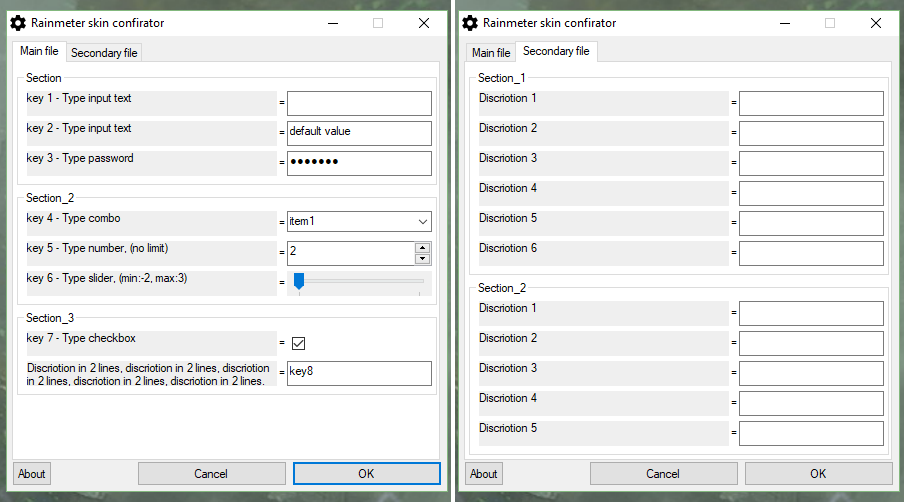 Rainmeter skin confirator
Main file
Secondary file
Section
key 1 - Type input text
=
key 2 - Type input text
=
default value
key 3 - Type password
=
•••••••
Section_2
key 4 - Type combo
=
item1
key 5 - Type number, (no limit)
=
2
key 6 - Type slider, (min:-2, max:3)
=
Section_3
key 7 - Type checkbox
=
Discriotion in 2 lines, discriotion in 2 lines, discriotion
in 2 lines, discriotion in 2 lines, discriotion in 2 lines.
=
key8
About
Cancel
OK
Rainmeter skin confirator
Main file
Secondary file
Section_1
Discriotion 1
=
Discriotion 2
=
Discriotion 3
=
Discriotion 4
=
Discriotion 5
=
Discriotion 6
=
Section_2
Discriotion 1
=
Discriotion 2
=
Discriotion 3
=
Discriotion 4
=
Discriotion 5
=
About
Cancel
OK